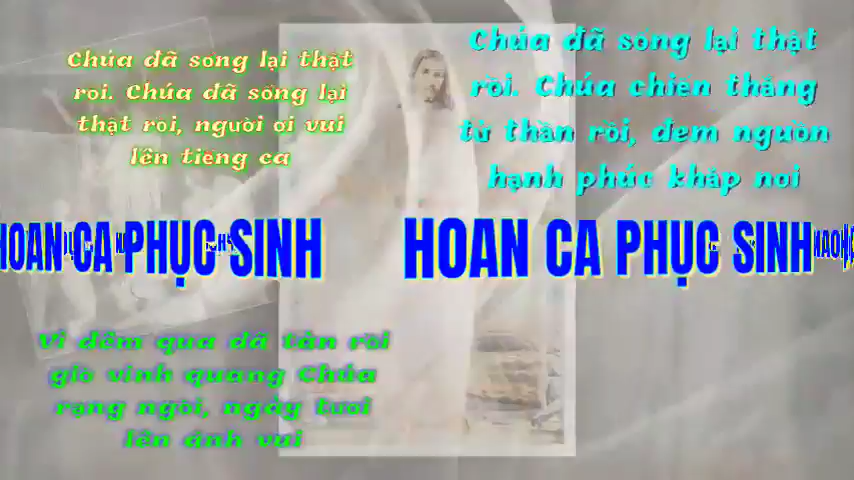 Chúa đã sống lại thật
rồi. Chúa đã sống lại
thật rồi, người ơi vui
lên tiếng ca
Chúa đã sống lại thật
rồi. Chúa chiến thắng
tử thần rồi, đem nguồn
hạnh phúc khắp nơi
HOAN CA PHỤC SINH
HOAN CA PHỤC SINH
Vì đêm qua đã tàn rồi
giờ vinh quang Chúa
rạng ngời, ngày tươi
lên ánh vui